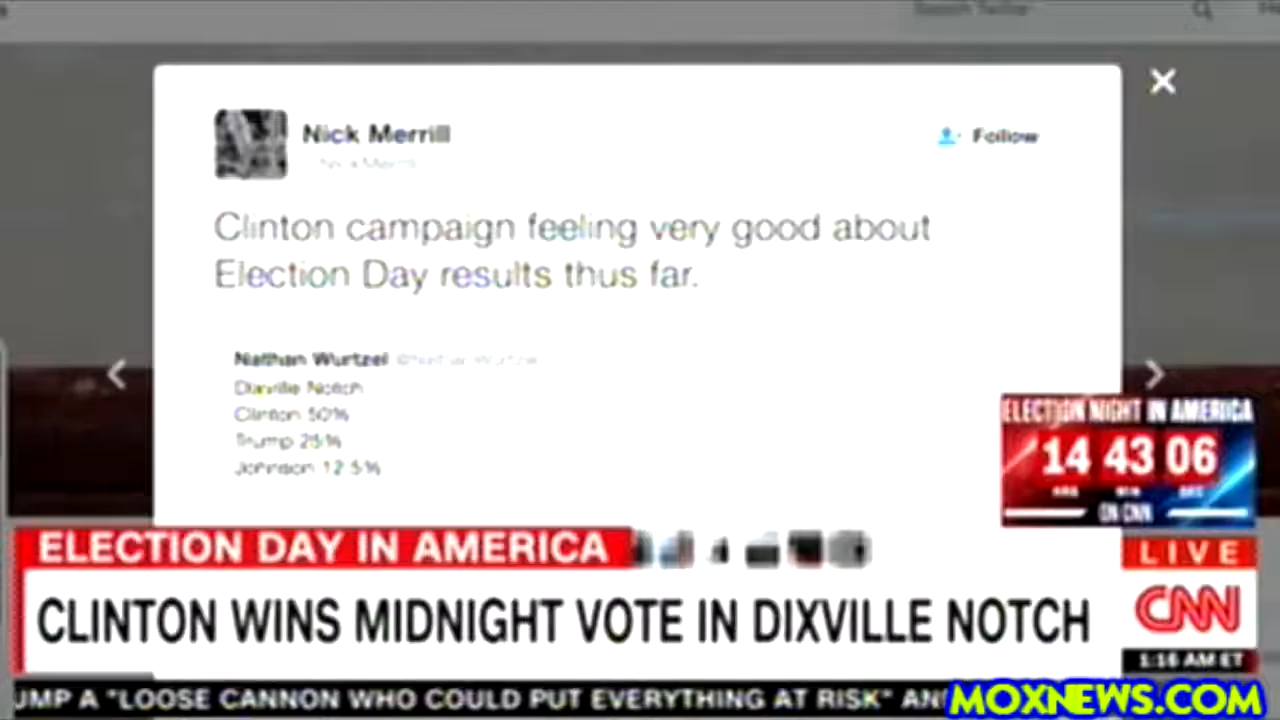 Nick Merrill
Follow
Clinton campaign feeling very good about
Election Day results thus far.
Nathan Wurtzel
Dixville Notch
Clinton 50%
Trump 25%
Johnson 12.5%
ELECTION NIGHT IN AMERICA
14 43 06
HRS MIN SEC
ON CNN
ELECTION DAY IN AMERICA
LIVE
CLINTON WINS MIDNIGHT VOTE IN DIXVILLE NOTCH
CNN
1:16 AM ET
UMP A "LOOSE CANNON WHO COULD PUT EVERYTHING AT RISK" AN
MOXNEWS.COM